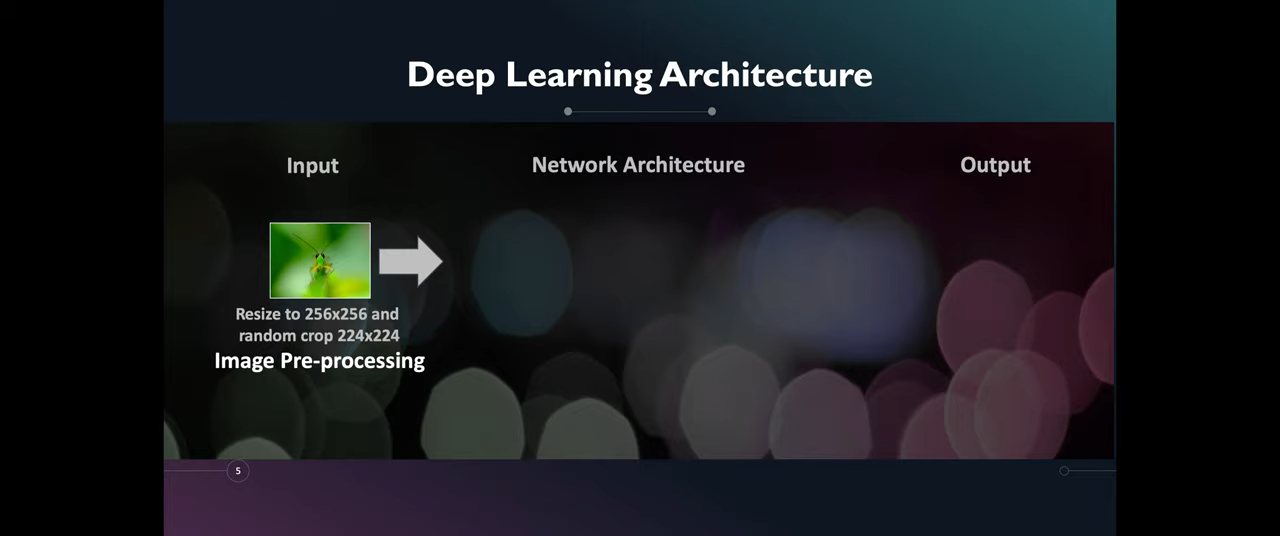 Deep Learning Architecture
Input
Network Architecture
Output
Resize to 256x256 and
random crop 224x224
Image Pre-processing
5